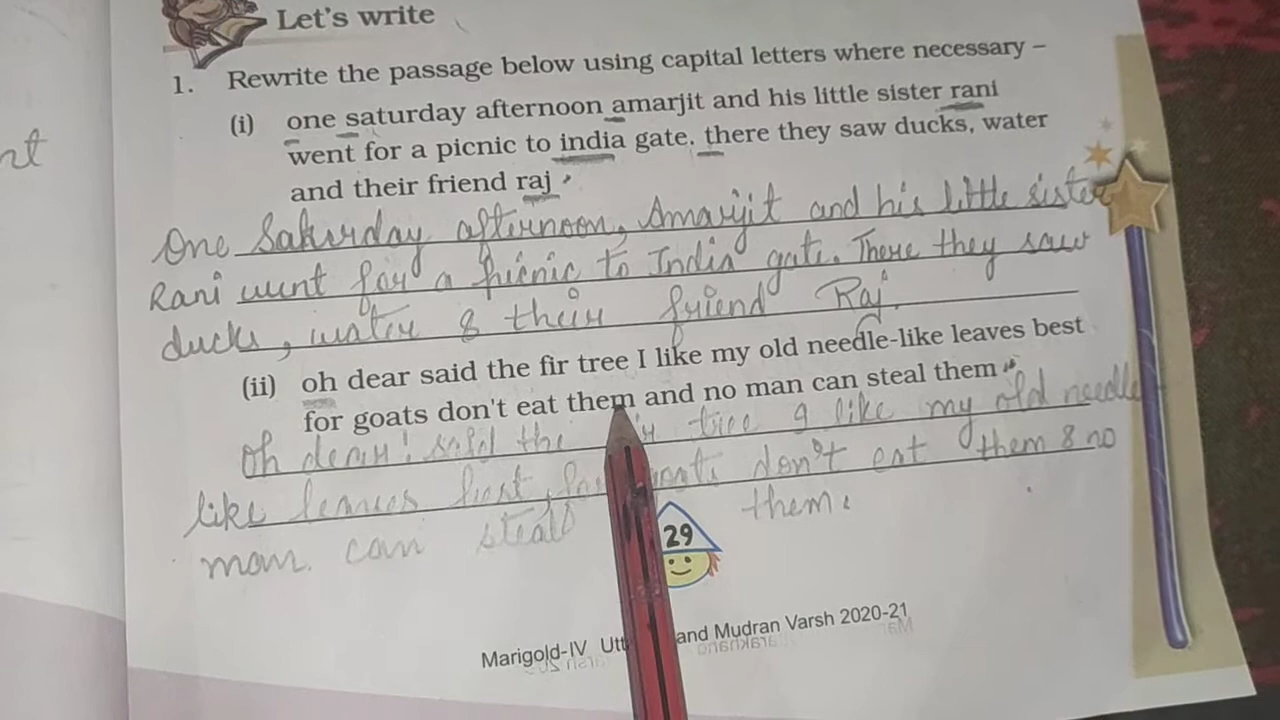 Let's write
nt
1. Rewrite the passage below using capital letters where necessary –
(i) one saturday afternoon amarjit and his little sister rani
went for a picnic to india gate. there they saw ducks, water
and their friend raj
One Saturday afternoon, Amarjit and his little sister
Rani went for a picnic to India gate. There they saw
ducks, water & their friend Raj.
(ii) oh dear said the fir tree I like my old needle-like leaves best
for goats don't eat them and no man can steal them
Oh dear! said the tree I like my old needle
like leaves best, don't eat them & no
man. can steal them.
29
Marigold-IV and Mudran Varsh 2020-21